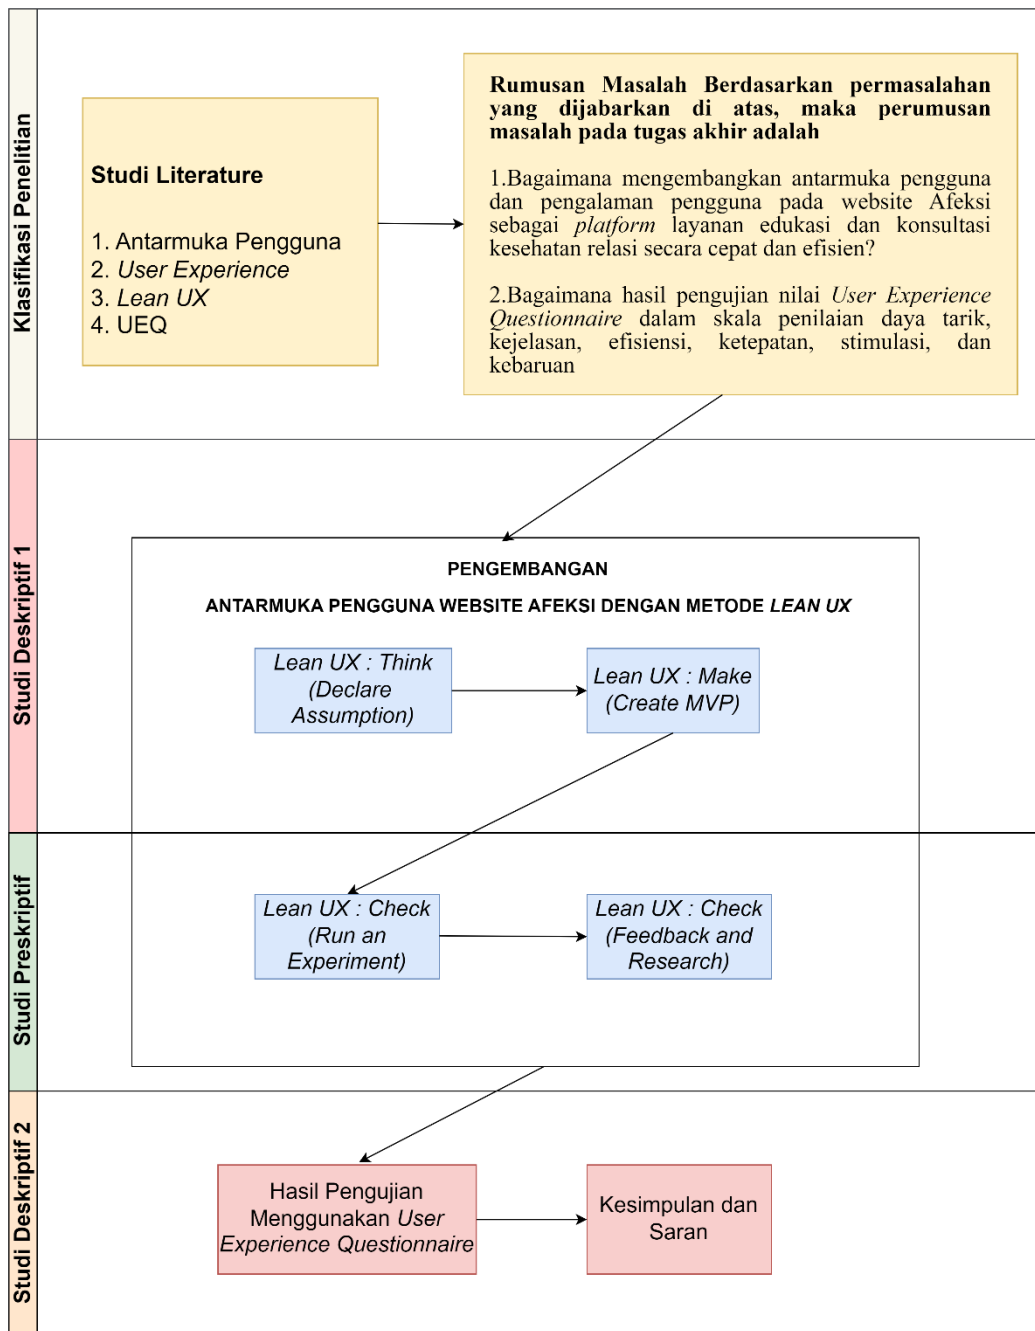 Klasifikasi Penelitian
Studi Literature
1. Antarmuka Pengguna
2. User Experience
3. Lean UX
4. UEQ
Rumusan Masalah Berdasarkan permasalahan
yang dijabarkan di atas, maka perumusan
masalah pada tugas akhir adalah
1.Bagaimana mengembangkan antarmuka pengguna
dan pengalaman pengguna pada website Afeksi
sebagai platform layanan edukasi dan konsultasi
kesehatan relasi secara cepat dan efisien?
2.Bagaimana hasil pengujian nilai User Experience
Questionnaire dalam skala penilaian daya tarik,
kejelasan, efisiensi, ketepatan, stimulasi, dan
kebaruan
Studi Deskriptif 1
PENGEMBANGAN
ANTARMUKA PENGGUNA WEBSITE AFEKSI DENGAN METODE LEAN UX
Lean UX : Think
(Declare
Assumption)
Lean UX : Make
(Create MVP)
Studi Preskriptif
Lean UX : Check
(Run an
Experiment)
Lean UX : Check
(Feedback and
Research)
Studi Deskriptif 2
Hasil Pengujian
Menggunakan User
Experience Questionnaire
Kesimpulan dan
Saran